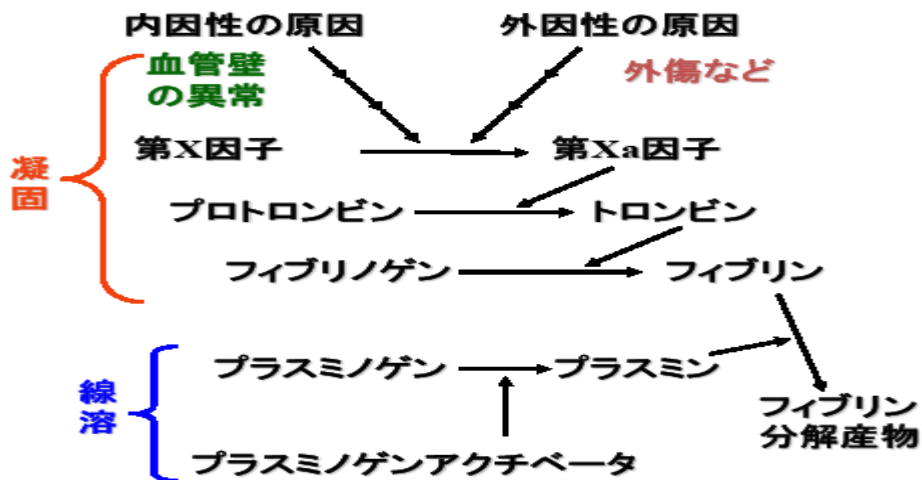 内因性の原因 外因性の原因
血管壁
の異常
外傷など
凝固
第X因子 第Xa因子
プロトロンビン トロンビン
フィブリノゲン フィブリン
線溶
プラスミノゲン プラスミン
フィブリン
分解産物
プラスミノゲンアクチベータ